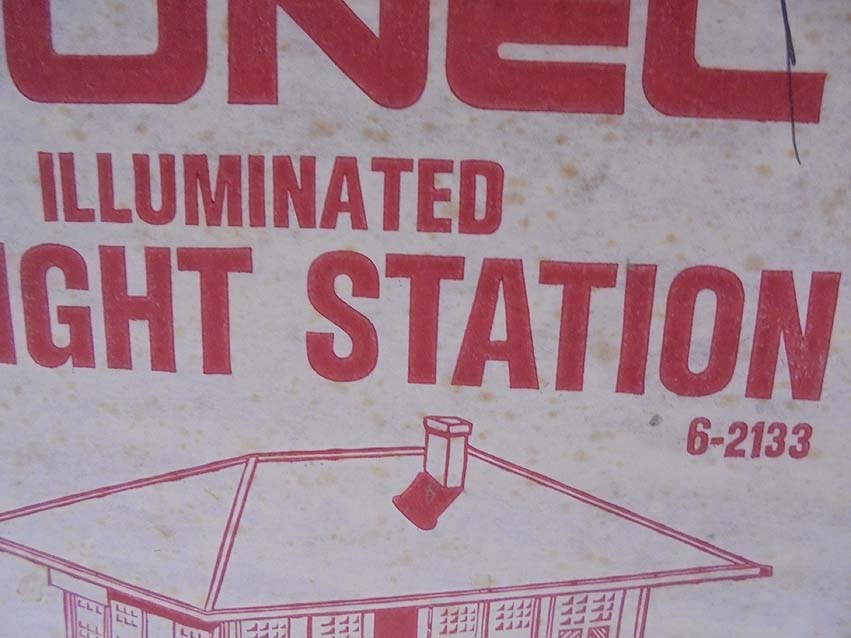 ONEL
ILLUMINATED
IGHT STATION
6-2133